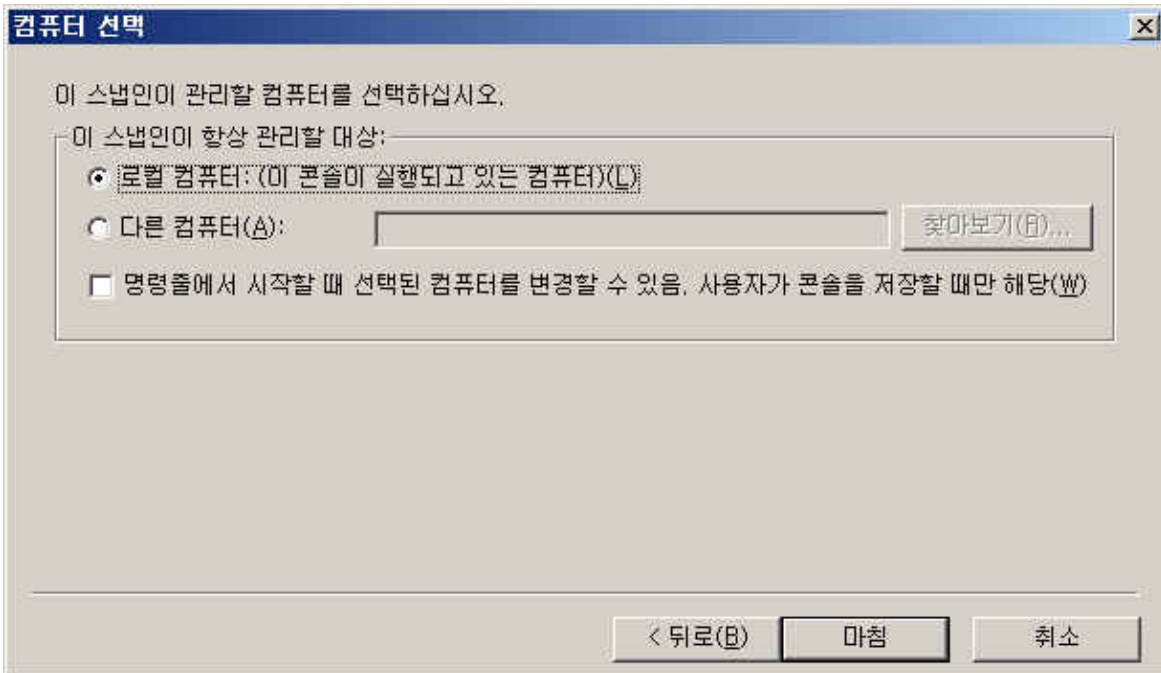 컴퓨터 선택
이 스냅인이 관리할 컴퓨터를 선택하십시오.
이 스냅인이 항상 관리할 대상:
로컬 컴퓨터: (이 콘솔이 실행되고 있는 컴퓨터)(L)
다른 컴퓨터(A): 찾아보기(R)...
명령줄에서 시작할 때 선택된 컴퓨터를 변경할 수 있음. 사용자가 콘솔을 저장할 때만 해당(W)
< 뒤로(B) 마침 취소